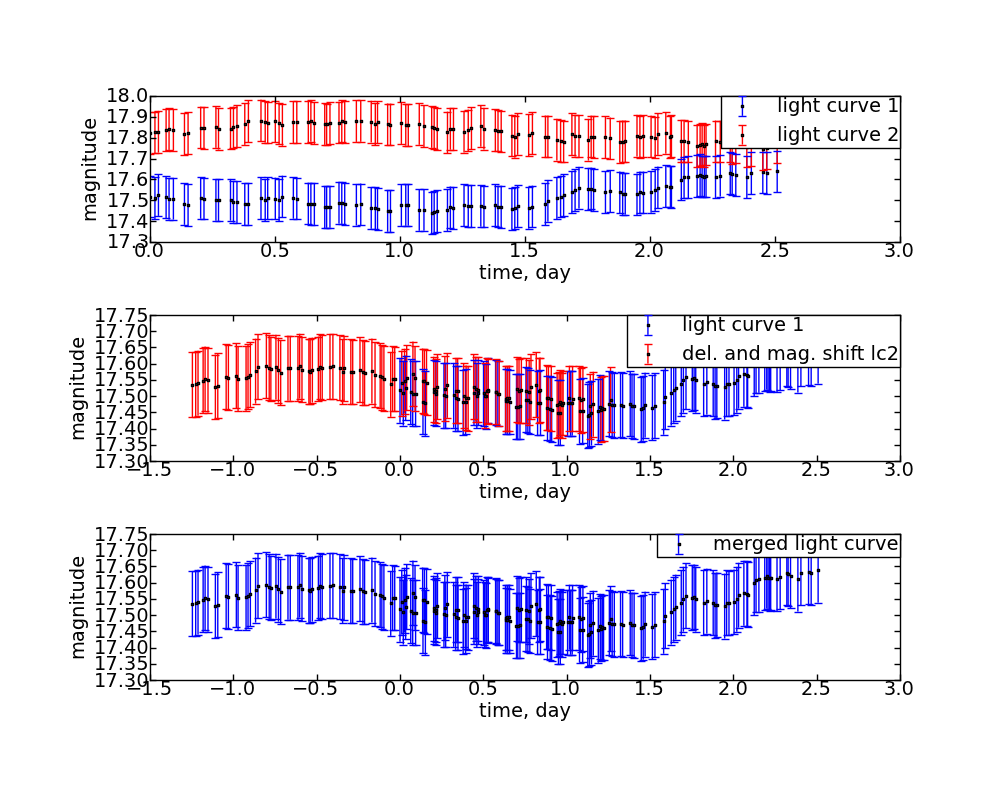 18.0
17.9
17.8
17.7
17.6
17.5
17.4
17.3
magnitude
light curve 1
light curve 2
0.0 0.5 1.0 1.5 2.0 2.5 3.0
time, day
17.75
17.70
17.65
17.60
17.55
17.50
17.45
17.40
17.35
17.30
magnitude
light curve 1
del. and mag. shift lc2
−1.5 −1.0 −0.5 0.0 0.5 1.0 1.5 2.0 2.5 3.0
time, day
17.75
17.70
17.65
17.60
17.55
17.50
17.45
17.40
17.35
17.30
magnitude
merged light curve
−1.5 −1.0 −0.5 0.0 0.5 1.0 1.5 2.0 2.5 3.0
time, day